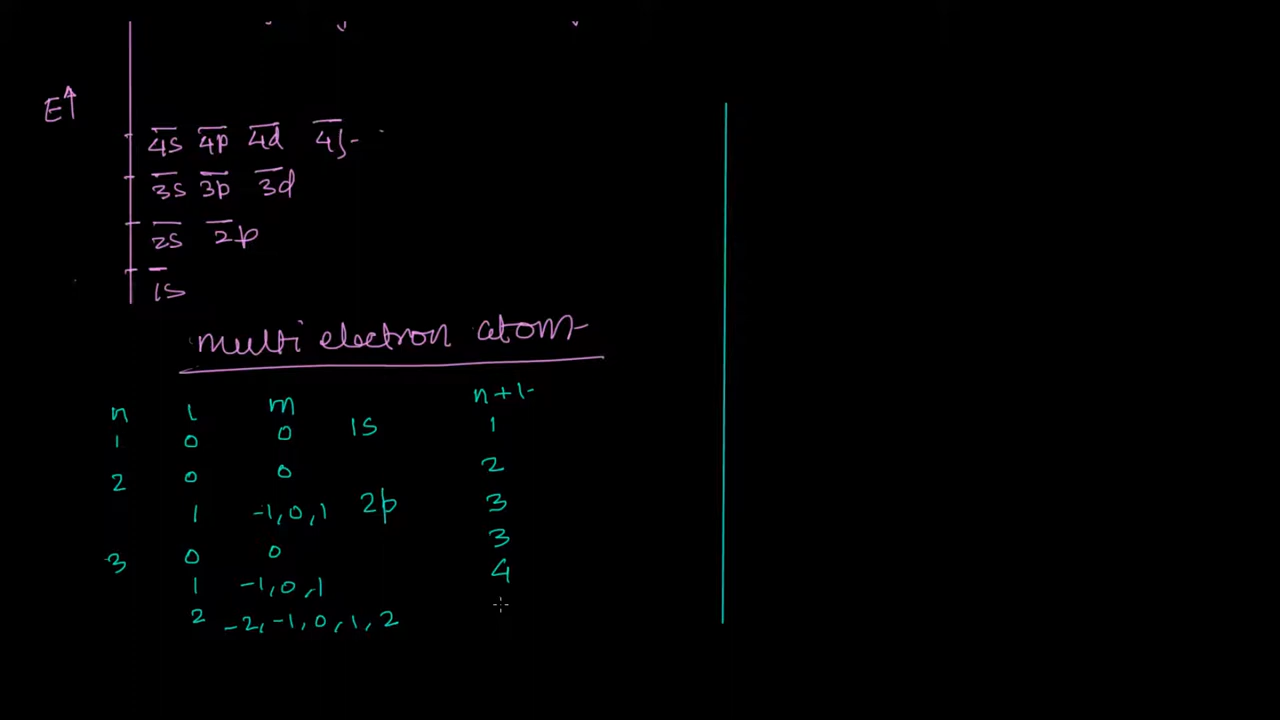 E↑
4s 4p 4d 4f
3s 3p 3d
2s 2p
1s
multi electron atom
n l m n+l
1 0 0 1s 1
2 0 0 2
1 -1,0,1 2p 3
3 0 0 3
1 -1,0,1 4
2 -2,-1,0,1,2